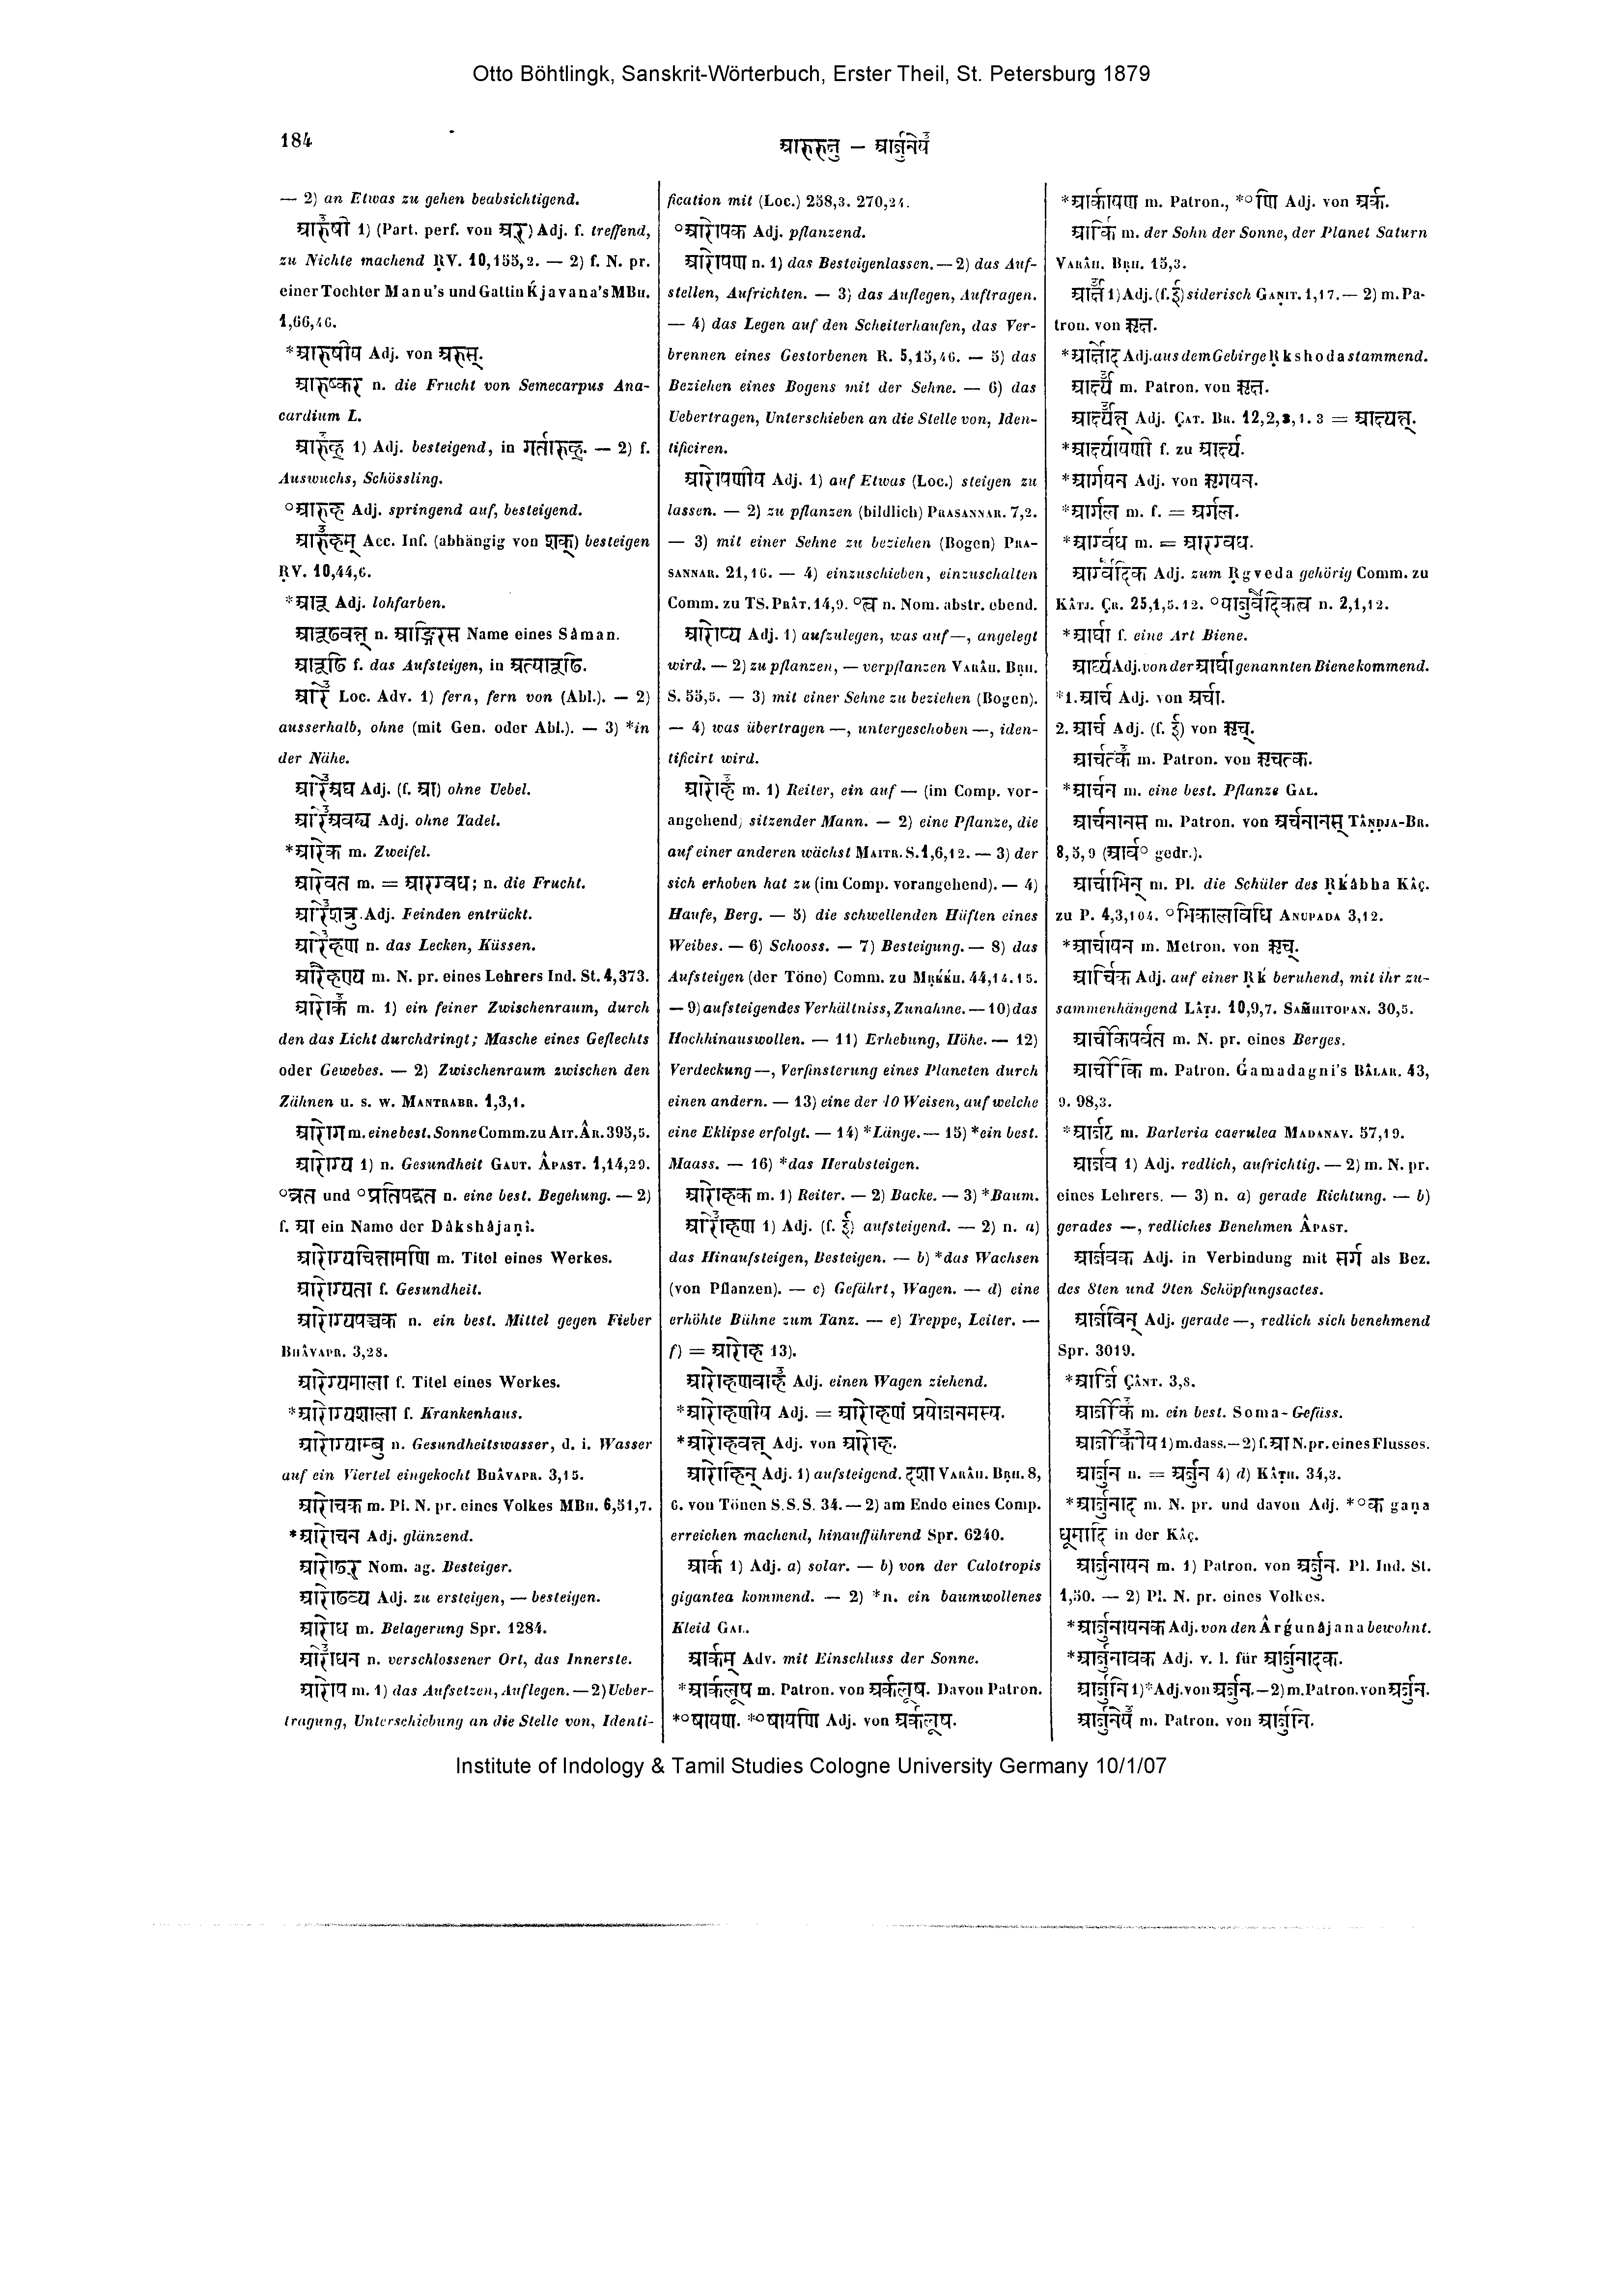 Otto Böhtlingk, Sanskrit-Wörterbuch, Erster Theil, St. Petersburg 1879
184
आरुरुतु — आर्जुनेयँ
— 2) an Etwas zu gehen beabsichtigend.
आरुँषी 1) (Part. perf. von अर्) Adj. f. treffend,
zu Nichte machend ṚV. 10,155,2. — 2) f. N. pr.
einer Tochter Manu's und Gattin Ḱjavana's MBH.
1,66,46.
*आरुषीय Adj. von अरुस्.
आरुष्कर n. die Frucht von Semecarpus Ana-
cardium L.
आरुँह् 1) Adj. besteigend, in गर्तारुह्. — 2) f.
Auswuchs, Schössling.
°आरुह Adj. springend auf, besteigend.
आरुँहम् Acc. Inf. (abhängig von शक्) besteigen
ṚV. 10,44,6.
*आरू Adj. lohfarben.
आरूढवत् n. आङ्गिरस Name eines Sâman.
आरूढि f. das Aufsteigen, in अत्यारूढि.
आरेँ Loc. Adv. 1) fern, fern von (Abl.). — 2)
ausserhalb, ohne (mit Gen. oder Abl.). — 3) *in
der Nähe.
आरेँअघ Adj. (f. आ) ohne Uebel.
आरेँअवद्य Adj. ohne Tadel.
*आरेक m. Zweifel.
आरेवत m. = आरग्वध; n. die Frucht.
आरेँशत्रु Adj. Feinden entrückt.
आरेँहण n. das Lecken, Küssen.
आरैहण्य m. N. pr. eines Lehrers Ind. St. 4,373.
आरोकँ m. 1) ein feiner Zwischenraum, durch
den das Licht durchdringt; Masche eines Geflechts
oder Gewebes. — 2) Zwischenraum zwischen den
Zähnen u. s. w. MANTRABR. 1,3,1.
आरोग m. eine best. Sonne Comm. zu AIT. ÂR. 395,5.
आरोग्य 1) n. Gesundheit GAUT. ÂPAST. 1,14,29.
°व्रत und °प्रतिपद्व्रत n. eine best. Begehung. — 2)
f. आ ein Name der Dâkshâjaṇî.
आरोग्यचिन्तामणि m. Titel eines Werkes.
आरोग्यता f. Gesundheit.
आरोग्यपञ्चक n. ein best. Mittel gegen Fieber
BHÂVAPR. 3,28.
आरोग्यमाला f. Titel eines Werkes.
*आरोग्यशाला f. Krankenhaus.
आरोग्याम्बु n. Gesundheitswasser, d. i. Wasser
auf ein Viertel eingekocht BHÂVAPR. 3,15.
आरोचक m. Pl. N. pr. eines Volkes MBH. 6,51,7.
*आरोचन Adj. glänzend.
आरोढर् Nom. ag. Besteiger.
आरोढव्य Adj. zu ersteigen, — besteigen.
आरोध m. Belagerung Spr. 1284.
आरोँधन n. verschlossener Ort, das Innerste.
आरोप m. 1) das Aufsetzen, Auflegen. — 2) Ueber-
tragung, Unterschiebung an die Stelle von, Identi-
fication mit (Loc.) 258,3. 270,24.
°आरोपक Adj. pflanzend.
आरोपण n. 1) das Besteigenlassen. — 2) das Auf-
stellen, Aufrichten. — 3) das Auflegen, Auftragen.
— 4) das Legen auf den Scheiterhaufen, das Ver-
brennen eines Gestorbenen R. 5,15,46. — 5) das
Beziehen eines Bogens mit der Sehne. — 6) das
Uebertragen, Unterschieben an die Stelle von, Iden-
tificiren.
आरोपणीय Adj. 1) auf Etwas (Loc.) steigen zu
lassen. — 2) zu pflanzen (bildlich) PRASANNAR. 7,2.
— 3) mit einer Sehne zu beziehen (Bogen) PRA-
SANNAR. 21,16. — 4) einzuschieben, einzuschalten
Comm. zu TS. PRÂT. 14,9. °त्व n. Nom. abstr. ebend.
आरोप्य Adj. 1) aufzulegen, was auf —, angelegt
wird. — 2) zu pflanzen, — verpflanzen VARÂH. BṚH.
S. 55,5. — 3) mit einer Sehne zu beziehen (Bogen).
— 4) was übertragen —, untergeschoben —, iden-
tificirt wird.
आरोहँ m. 1) Reiter, ein auf — (im Comp. vor-
angehend) sitzender Mann. — 2) eine Pflanze, die
auf einer anderen wächst MAITR. S. 1,6,12. — 3) der
sich erhoben hat zu (im Comp. vorangehend). — 4)
Haufe, Berg. — 5) die schwellenden Hüften eines
Weibes. — 6) Schooss. — 7) Besteigung. — 8) das
Aufsteigen (der Töne) Comm. zu MṚḰḰH. 44,14.15.
— 9) aufsteigendes Verhältniss, Zunahme. — 10) das
Hochhinauswollen. — 11) Erhebung, Höhe. — 12)
Verdeckung —, Verfinsterung eines Planeten durch
einen andern. — 13) eine der 10 Weisen, auf welche
eine Eklipse erfolgt. — 14) *Länge. — 15) *ein best.
Maass. — 16) *das Herabsteigen.
आरोहक m. 1) Reiter. — 2) Backe. — 3) *Baum.
आरोँहण 1) Adj. (f. ई) aufsteigend. — 2) n. a)
das Hinaufsteigen, Besteigen. — b) *das Wachsen
(von Pflanzen). — c) Gefährt, Wagen. — d) eine
erhöhte Bühne zum Tanz. — e) Treppe, Leiter. —
f) = आरोह 13).
आरोहणवाहँ Adj. einen Wagen ziehend.
*आरोहणीय Adj. = आरोहणं प्रयोजनमस्य.
*आरोहवत् Adj. von आरोह.
आरोहिन् Adj. 1) aufsteigend. दशा VARÂH. BṚH. 8,
6. von Tönen S.S.S. 34. — 2) am Ende eines Comp.
erreichen machend, hinaufführend Spr. 6240.
आर्क 1) Adj. a) solar. — b) von der Calotropis
gigantea kommend. — 2) *n. ein baumwollenes
Kleid GAL.
आर्कम् Adv. mit Einschluss der Sonne.
*आर्कलूष m. Patron. von अर्कलूष. Davon Patron.
*°षायण. *°षायणि Adj. von अर्कलूष.
*आर्कायण m. Patron., *°णि Adj. von अर्क.
आर्कि m. der Sohn der Sonne, der Planet Saturn
VARÂH. BṚH. 15,3.
आर्क्ष 1) Adj. (f. ई) siderisch GAṆIT. 1,17. — 2) m. Pa-
tron. von ऋक्ष.
*आर्क्षोद Adj. aus dem Gebirge Ṛkshoda stammend.
आर्क्ष्य m. Patron. von ऋक्ष.
*आर्क्ष्यायणी f. zu आर्क्ष्य.
*आर्गयन Adj. von ऋगयन.
*आर्गल m. f. = अर्गल.
*आर्ग्वध m. = आरग्वध.
आर्ग्वेदिक Adj. zum Ṛgveda gehörig Comm. zu
KÂTJ. ÇR. 25,1,5.12. °याजुर्वेदिकत्व n. 2,1,12.
*आर्घा f. eine Art Biene.
आर्घ्य Adj. von der आर्घा genannten Biene kommend.
*1. आर्च Adj. von अर्चा.
2. आर्च Adj. (f. ई) von ऋच्.
आर्चत्कँ m. Patron. von ऋचत्क.
*आर्चन m. eine best. Pflanze GAL.
आर्चनानस m. Patron. von अर्चनानस् TÂṆḌJA-BR.
8,5,9 (आर्व° gedr.).
आर्चाभिन् m. Pl. die Schüler des Ṛḱâbha KÂÇ.
zu P. 4,3,104. °भिकालविधि ANUPADA 3,12.
*आर्चायन m. Metron. von ऋच्.
आर्चिक Adj. auf einer Ṛḱ beruhend, mit ihr zu-
sammenhängend LÂṬJ. 10,9,7. SAM̃HITOPAN. 30,5.
आर्चीकपर्वत m. N. pr. eines Berges.
आर्चीक m. Patron. Ǵamadagni's BÂLAR. 43,
9. 98,3.
*आर्जट m. Barleria caerulea MADANAV. 57,19.
आर्जव 1) Adj. redlich, aufrichtig. — 2) m. N. pr.
eines Lehrers. — 3) n. a) gerade Richtung. — b)
gerades —, redliches Benehmen ÂPAST.
आर्जवक Adj. in Verbindung mit सर्ग als Bez.
des 8ten und 9ten Schöpfungsactes.
आर्जविन् Adj. gerade —, redlich sich benehmend
Spr. 3019.
*आर्जि ÇÂNT. 3,8.
आर्जीकँ m. ein best. Soma-Gefäss.
आर्जीकीय 1) m. dass. — 2) f. आ N. pr. eines Flusses.
आर्जुन n. = अर्जुन 4) d) KÂṬH. 34,3.
*आर्जुनाद m. N. pr. und davon Adj. *°क gaṇa
धूमादि in der KÂÇ.
आर्जुनायन m. 1) Patron. von अर्जुन. Pl. Ind. St.
1,50. — 2) Pl. N. pr. eines Volkes.
*आर्जुनायनक Adj. von den Ârǵunâjana bewohnt.
*आर्जुनावक Adj. v. l. für आर्जुनादक.
आर्जुनि 1) *Adj. von अर्जुन. — 2) m. Patron. von अर्जुन.
आर्जुनेयँ m. Patron. von आर्जुनि.
Institute of Indology & Tamil Studies Cologne University Germany 10/1/07